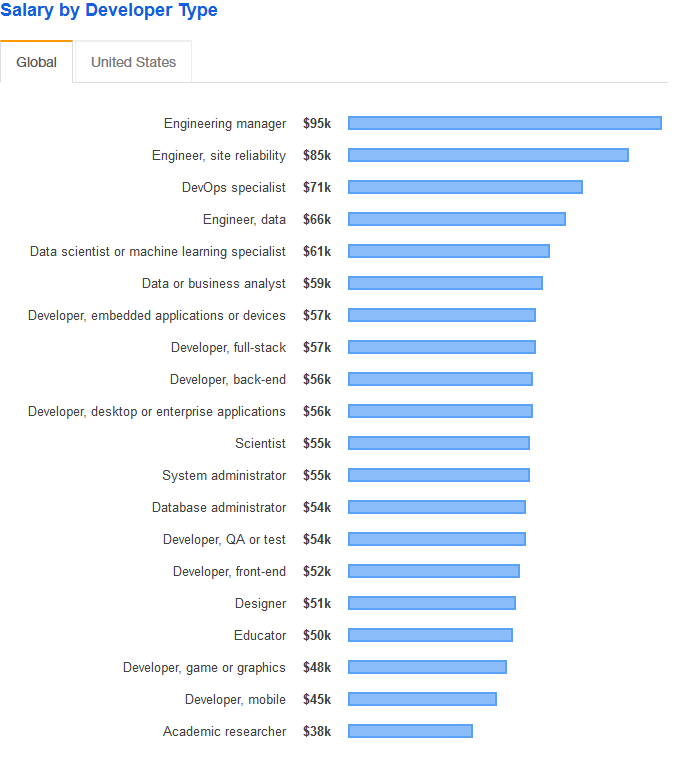 Salary by Developer Type
Global United States
Engineering manager $95k
Engineer, site reliability $85k
DevOps specialist $71k
Engineer, data $66k
Data scientist or machine learning specialist $61k
Data or business analyst $59k
Developer, embedded applications or devices $57k
Developer, full-stack $57k
Developer, back-end $56k
Developer, desktop or enterprise applications $56k
Scientist $55k
System administrator $55k
Database administrator $54k
Developer, QA or test $54k
Developer, front-end $52k
Designer $51k
Educator $50k
Developer, game or graphics $48k
Developer, mobile $45k
Academic researcher $38k